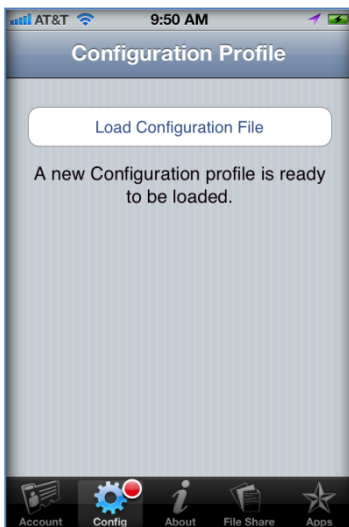 AT&T 9:50 AM
Configuration Profile
Load Configuration File
A new Configuration profile is ready
to be loaded.
Account Config About File Share Apps